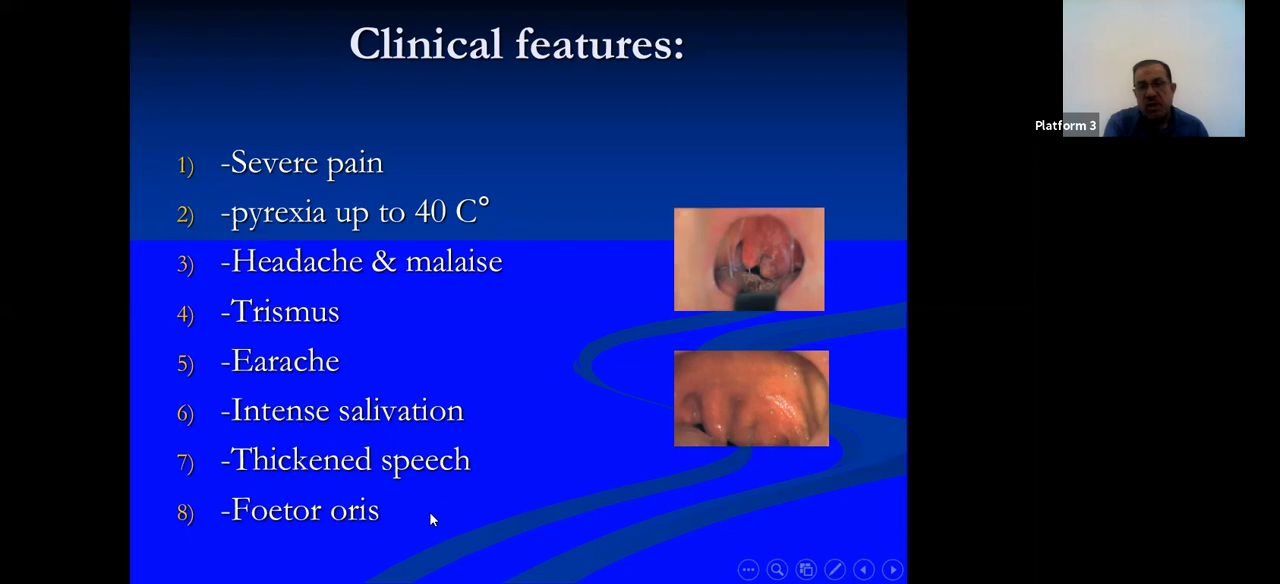 Clinical features:
1) -Severe pain
2) -pyrexia up to 40 C°
3) -Headache & malaise
4) -Trismus
5) -Earache
6) -Intense salivation
7) -Thickened speech
8) -Foetor oris
Platform 3